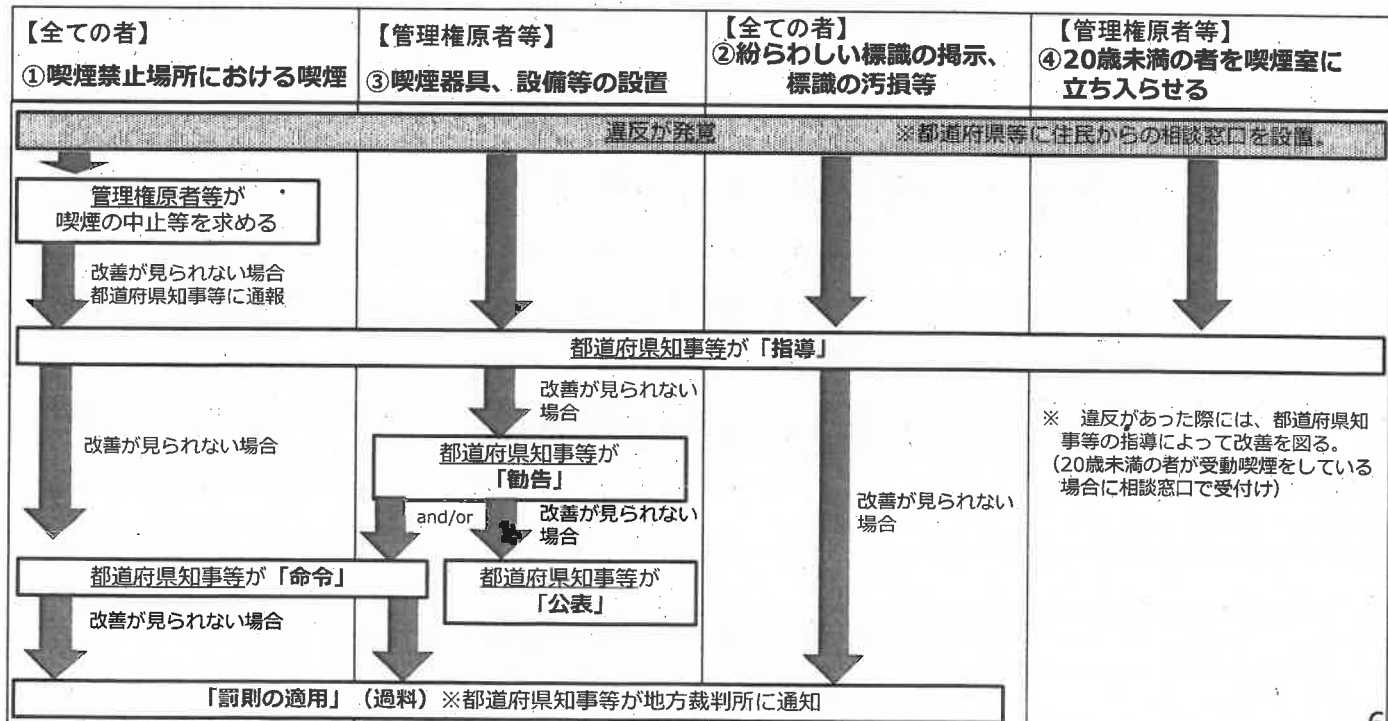 【全ての者】
①喫煙禁止場所における喫煙
【管理権原者等】
③喫煙器具、設備等の設置
【全ての者】
②紛らわしい標識の掲示、
標識の汚損等
【管理権原者等】
④20歳未満の者を喫煙室に
立ち入らせる
違反が発覚 ※都道府県等に住民からの相談窓口を設置。
管理権原者等が
喫煙の中止等を求める
改善が見られない場合
都道府県知事等に通報
都道府県知事等が「指導」
改善が見られない場合
改善が見られない
場合
都道府県知事等が
「勧告」
and/or
改善が見られない
場合
都道府県知事等が「命令」
都道府県知事等が
「公表」
改善が見られない場合
改善が見られない
場合
※ 違反があった際には、都道府県知
事等の指導によって改善を図る。
(20歳未満の者が受動喫煙をしている
場合に相談窓口で受付け)
「罰則の適用」(過料)※都道府県知事等が地方裁判所に通知